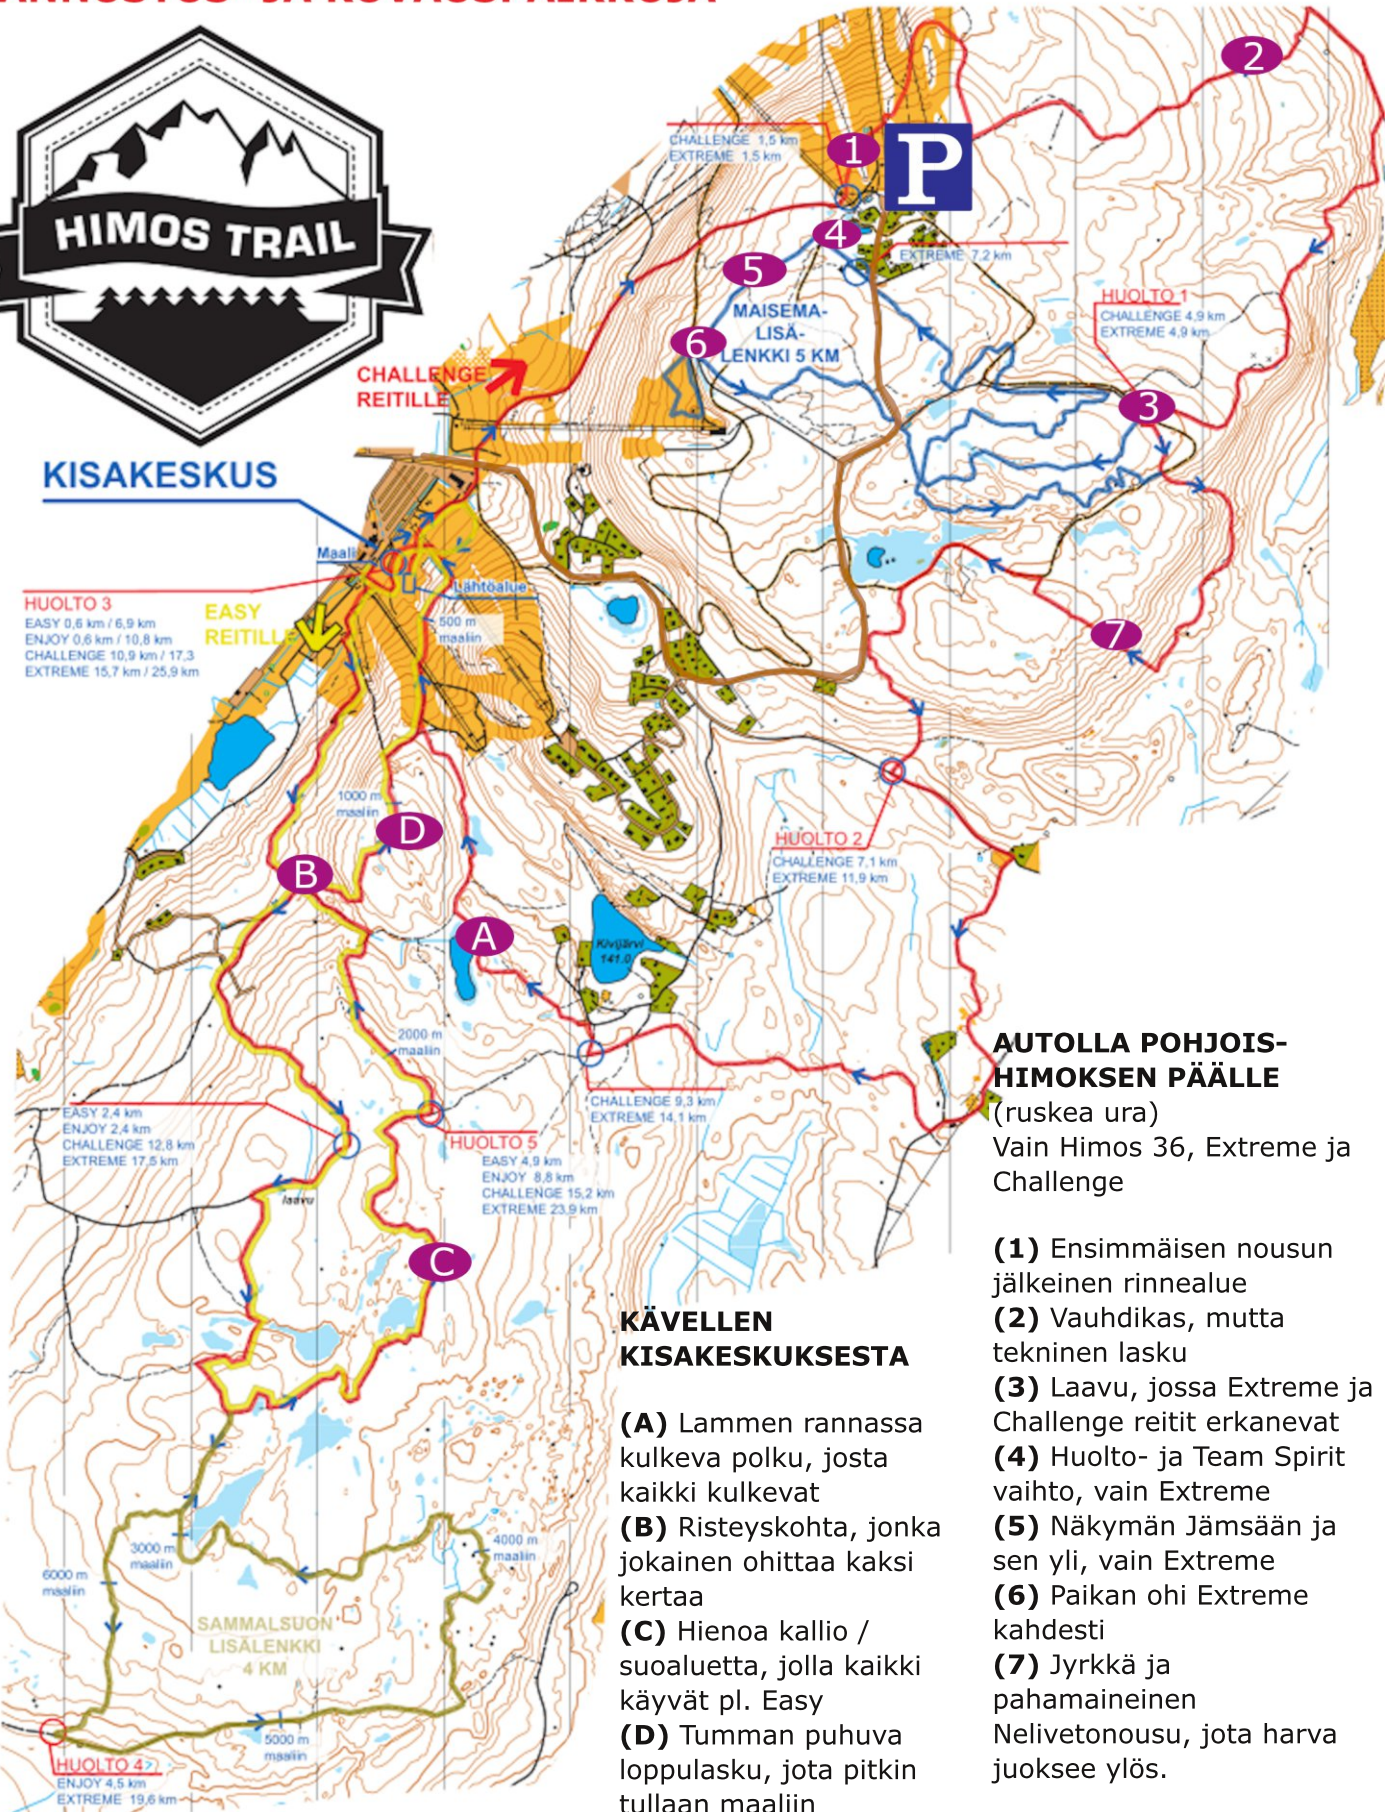 HIMOS TRAIL
CHALLENGE 1,5 km
EXTREME 1,5 km
1
P
2
4
5
EXTREME 7,2 km
MAISEMA-
LISÄ-
LENKKI 5 KM
6
HUOLTO 1
CHALLENGE 4,9 km
EXTREME 4,9 km
3
CHALLENGE
REITILLE
KISAKESKUS
Maali
Lähtöalue
500 m
maaliin
HUOLTO 3
EASY 0,6 km / 6,9 km
ENJOY 0,6 km / 10,8 km
CHALLENGE 10,9 km / 17,3
EXTREME 15,7 km / 25,9 km
EASY
REITILLE
7
1000 m
maaliin
D
B
HUOLTO 2
CHALLENGE 7,1 km
EXTREME 11,9 km
A
Kivijärvi
141.0
2000 m
maaliin
EASY 2,4 km
ENJOY 2,4 km
CHALLENGE 12,8 km
EXTREME 17,5 km
CHALLENGE 9,3 km
EXTREME 14,1 km
HUOLTO 5
EASY 4,9 km
ENJOY 8,8 km
CHALLENGE 15,2 km
EXTREME 23,9 km
laavu
C
3000 m
maaliin
4000 m
maaliin
6000 m
maaliin
SAMMALSUON
LISÄLENKKI
4 KM
5000 m
maaliin
HUOLTO 4
ENJOY 4,5 km
EXTREME 19,6 km
KÄVELLEN
KISAKESKUKSESTA
(A) Lammen rannassa
kulkeva polku, josta
kaikki kulkevat
(B) Risteyskohta, jonka
jokainen ohittaa kaksi
kertaa
(C) Hienoa kallio /
suoaluetta, jolla kaikki
käyvät pl. Easy
(D) Tumman puhuva
loppulasku, jota pitkin
tullaan maaliin
AUTOLLA POHJOIS-
HIMOKSEN PÄÄLLE
(ruskea ura)
Vain Himos 36, Extreme ja
Challenge
(1) Ensimmäisen nousun
jälkeinen rinnealue
(2) Vauhdikas, mutta
tekninen lasku
(3) Laavu, jossa Extreme ja
Challenge reitit erkanevat
(4) Huolto- ja Team Spirit
vaihto, vain Extreme
(5) Näkymän Jämsään ja
sen yli, vain Extreme
(6) Paikan ohi Extreme
kahdesti
(7) Jyrkkä ja
pahamaineinen
Nelivetonousu, jota harva
juoksee ylös.